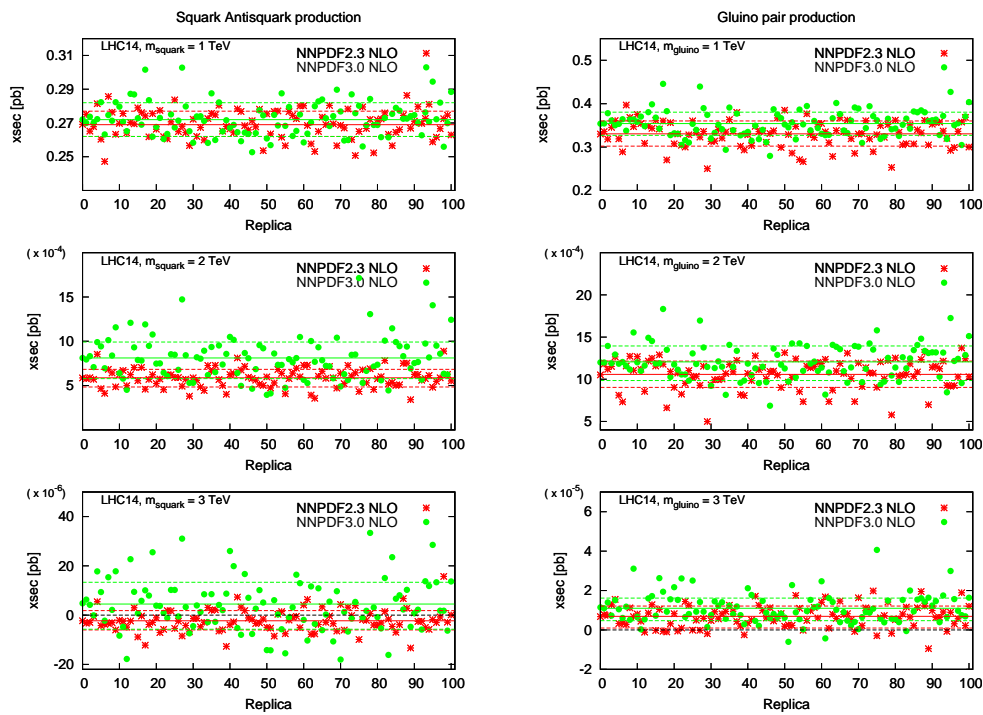 Squark Antisquark production
LHC14, m_squark = 1 TeV
NNPDF2.3 NLO
NNPDF3.0 NLO
0.31
0.29
0.27
0.25
xsec [pb]
0 10 20 30 40 50 60 70 80 90 100
Replica
Gluino pair production
LHC14, m_gluino = 1 TeV
NNPDF2.3 NLO
NNPDF3.0 NLO
0.5
0.4
0.3
0.2
xsec [pb]
0 10 20 30 40 50 60 70 80 90 100
Replica
( x 10^-4)
LHC14, m_squark = 2 TeV
NNPDF2.3 NLO
NNPDF3.0 NLO
15
10
5
xsec [pb]
0 10 20 30 40 50 60 70 80 90 100
Replica
( x 10^-4)
LHC14, m_gluino = 2 TeV
NNPDF2.3 NLO
NNPDF3.0 NLO
20
15
10
5
xsec [pb]
0 10 20 30 40 50 60 70 80 90 100
Replica
( x 10^-6)
LHC14, m_squark = 3 TeV
NNPDF2.3 NLO
NNPDF3.0 NLO
40
20
0
-20
xsec [pb]
0 10 20 30 40 50 60 70 80 90 100
Replica
( x 10^-5)
LHC14, m_gluino = 3 TeV
NNPDF2.3 NLO
NNPDF3.0 NLO
6
4
2
0
-2
xsec [pb]
0 10 20 30 40 50 60 70 80 90 100
Replica